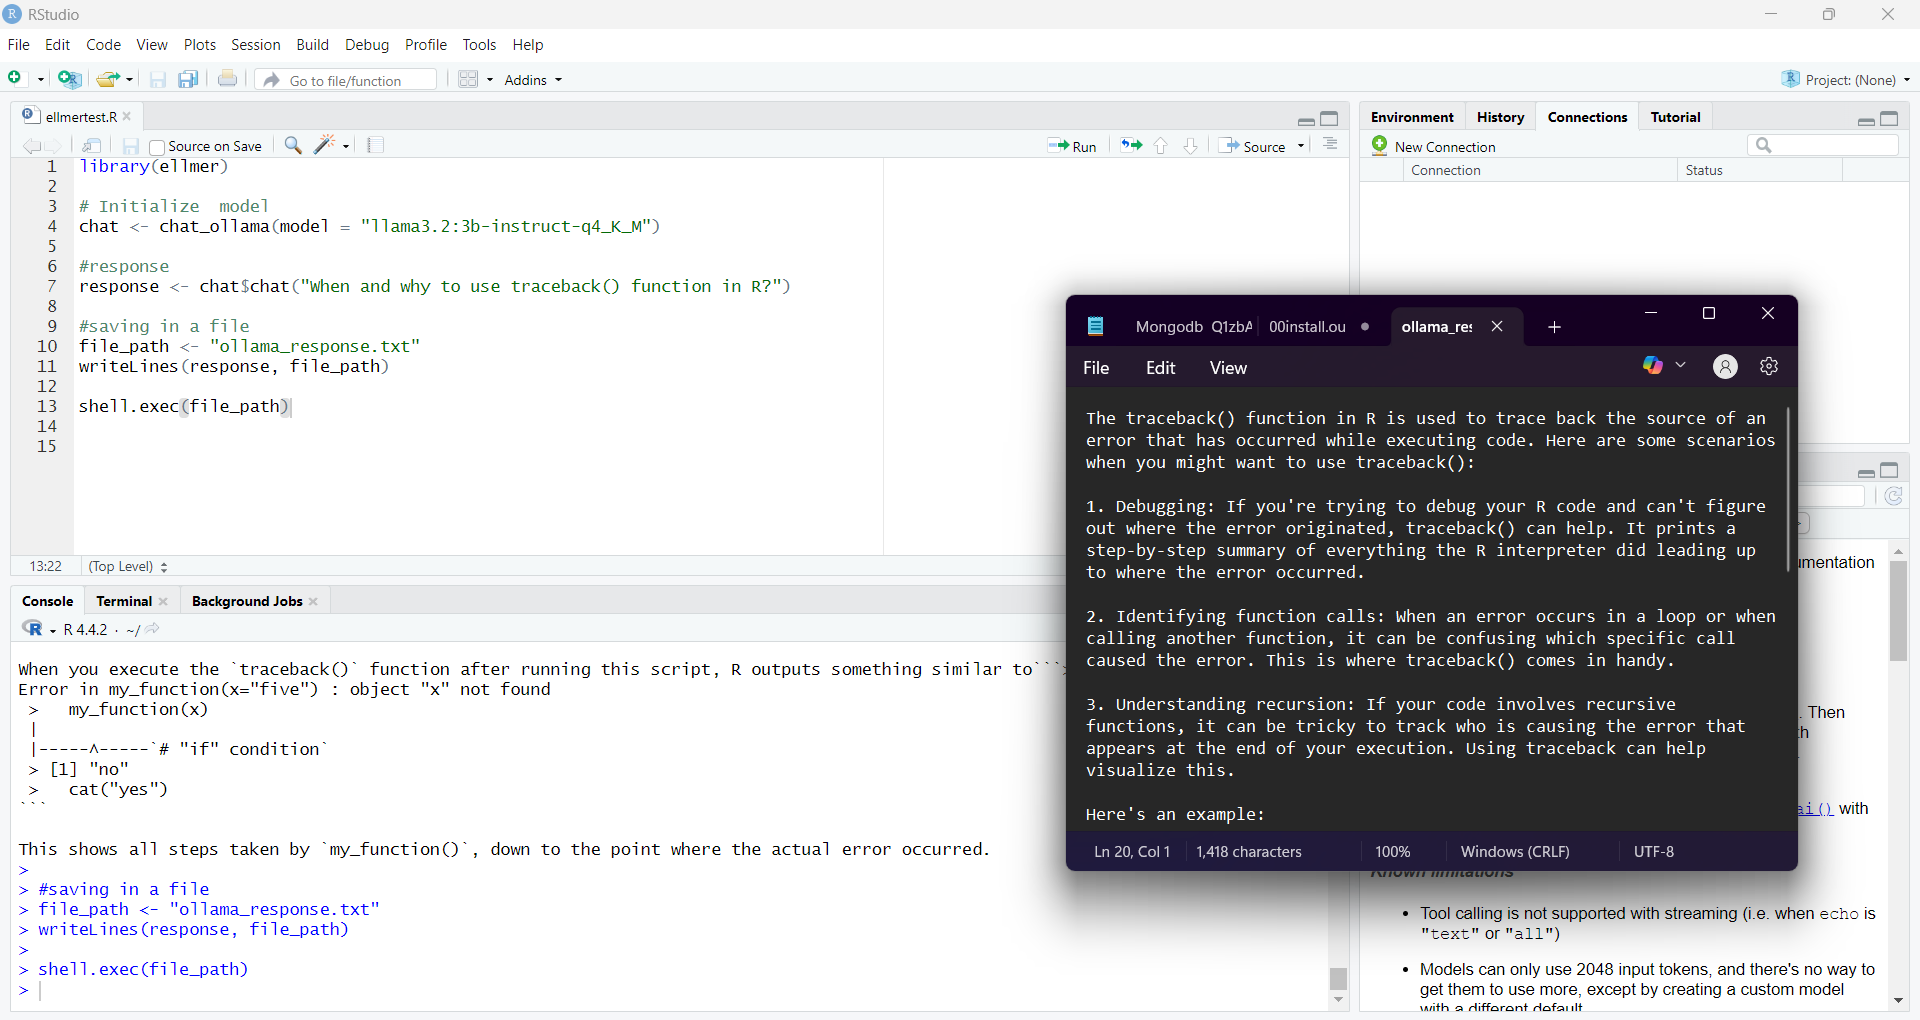 RStudio
File Edit Code View Plots Session Build Debug Profile Tools Help
Go to file/function Addins Project: (None)
ellmertest.R
Source on Save Run Source
1 library(ellmer)
2
3 # Initialize  model
4 chat <- chat_ollama(model = "llama3.2:3b-instruct-q4_K_M")
5
6 #response
7 response <- chat$chat("When and why to use traceback() function in R?")
8
9 #saving in a file
10 file_path <- "ollama_response.txt"
11 writeLines(response, file_path)
12
13 shell.exec(file_path)
14
15
13:22 (Top Level)
Console Terminal Background Jobs
R 4.4.2 · ~/
When you execute the `traceback()` function after running this script, R outputs something similar to```
Error in my_function(x="five") : object "x" not found
>   my_function(x)
|
|-----^-----`# "if" condition`
> [1] "no"
>   cat("yes")
```
This shows all steps taken by `my_function()`, down to the point where the actual error occurred.
>
> #saving in a file
> file_path <- "ollama_response.txt"
> writeLines(response, file_path)
>
> shell.exec(file_path)
>
Environment History Connections Tutorial
New Connection
Connection Status
Mongodb Q1zbA 00install.ou ollama_res
File Edit View
The traceback() function in R is used to trace back the source of an
error that has occurred while executing code. Here are some scenarios
when you might want to use traceback():
1. Debugging: If you're trying to debug your R code and can't figure
out where the error originated, traceback() can help. It prints a
step-by-step summary of everything the R interpreter did leading up
to where the error occurred.
2. Identifying function calls: When an error occurs in a loop or when
calling another function, it can be confusing which specific call
caused the error. This is where traceback() comes in handy.
3. Understanding recursion: If your code involves recursive
functions, it can be tricky to track who is causing the error that
appears at the end of your execution. Using traceback can help
visualize this.
Here's an example:
Ln 20, Col 1 1,418 characters 100% Windows (CRLF) UTF-8
umentation
. Then
th
ai() with
Known limitations
• Tool calling is not supported with streaming (i.e. when echo is
"text" or "all")
• Models can only use 2048 input tokens, and there's no way to
get them to use more, except by creating a custom model
with a different default